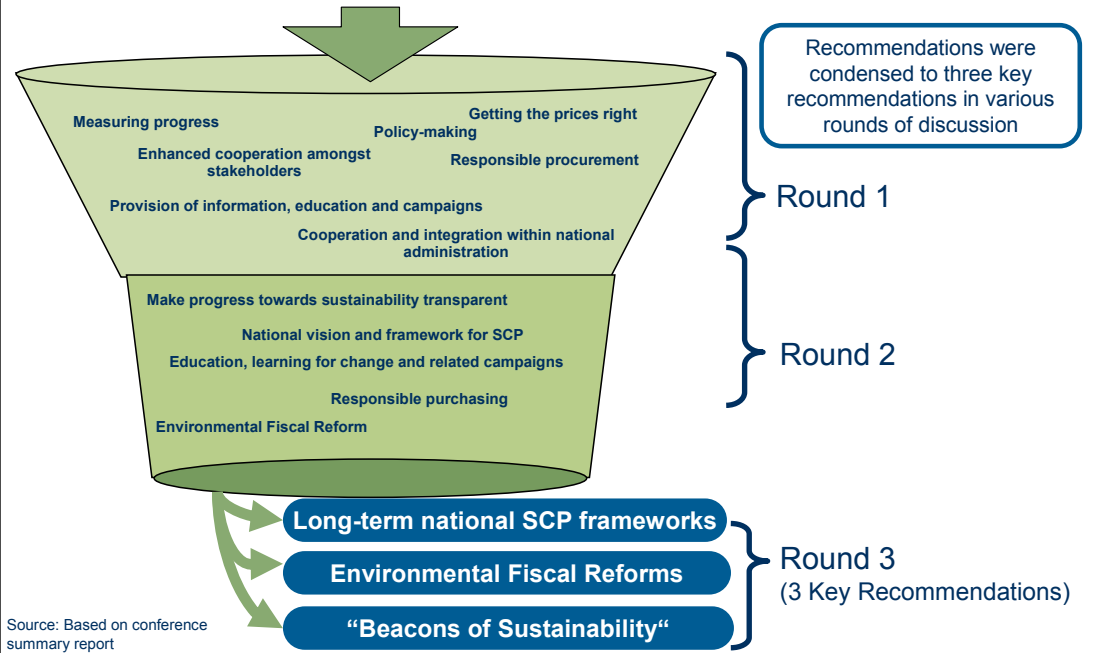 Recommendations were
condensed to three key
recommendations in various
rounds of discussion
Getting the prices right
Measuring progress
Policy-making
Enhanced cooperation amongst
stakeholders
Responsible procurement
Provision of information, education and campaigns
Cooperation and integration within national
administration
Round 1
Make progress towards sustainability transparent
National vision and framework for SCP
Education, learning for change and related campaigns
Responsible purchasing
Environmental Fiscal Reform
Round 2
Long-term national SCP frameworks
Environmental Fiscal Reforms
“Beacons of Sustainability“
Round 3
(3 Key Recommendations)
Source: Based on conference
summary report